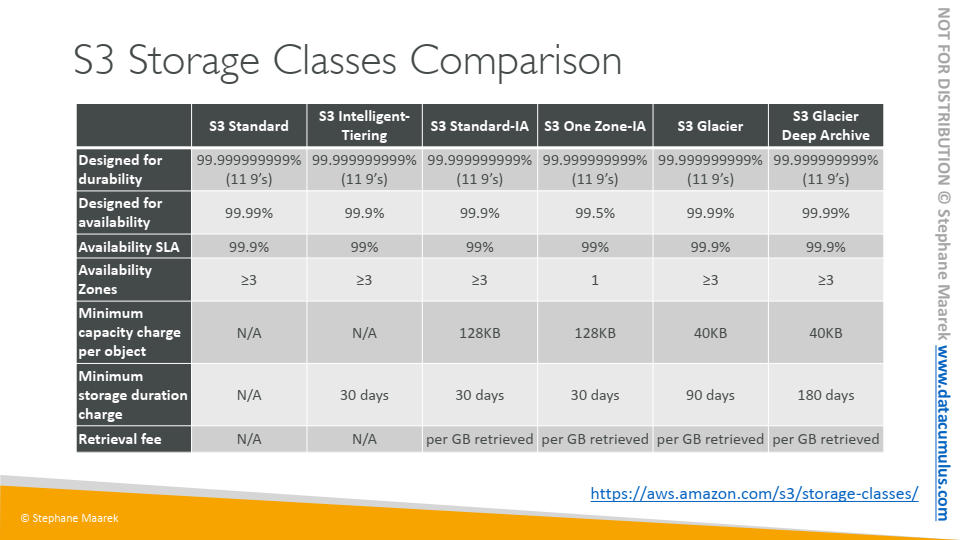 S3 Storage Classes Comparison
S3 Standard
S3 Intelligent-
Tiering
S3 Standard-IA
S3 One Zone-IA
S3 Glacier
S3 Glacier
Deep Archive
Designed for
durability
99.999999999%
(11 9’s)
99.999999999%
(11 9’s)
99.999999999%
(11 9’s)
99.999999999%
(11 9’s)
99.999999999%
(11 9’s)
99.999999999%
(11 9’s)
Designed for
availability
99.99%
99.9%
99.9%
99.5%
99.99%
99.99%
Availability SLA
99.9%
99%
99%
99%
99.9%
99.9%
Availability
Zones
≥3
≥3
≥3
1
≥3
≥3
Minimum
capacity charge
per object
N/A
N/A
128KB
128KB
40KB
40KB
Minimum
storage duration
charge
N/A
30 days
30 days
30 days
90 days
180 days
Retrieval fee
N/A
N/A
per GB retrieved
per GB retrieved
per GB retrieved
per GB retrieved
https://aws.amazon.com/s3/storage-classes/
© Stephane Maarek
NOT FOR DISTRIBUTION © Stephane Maarek www.datacumulus.com